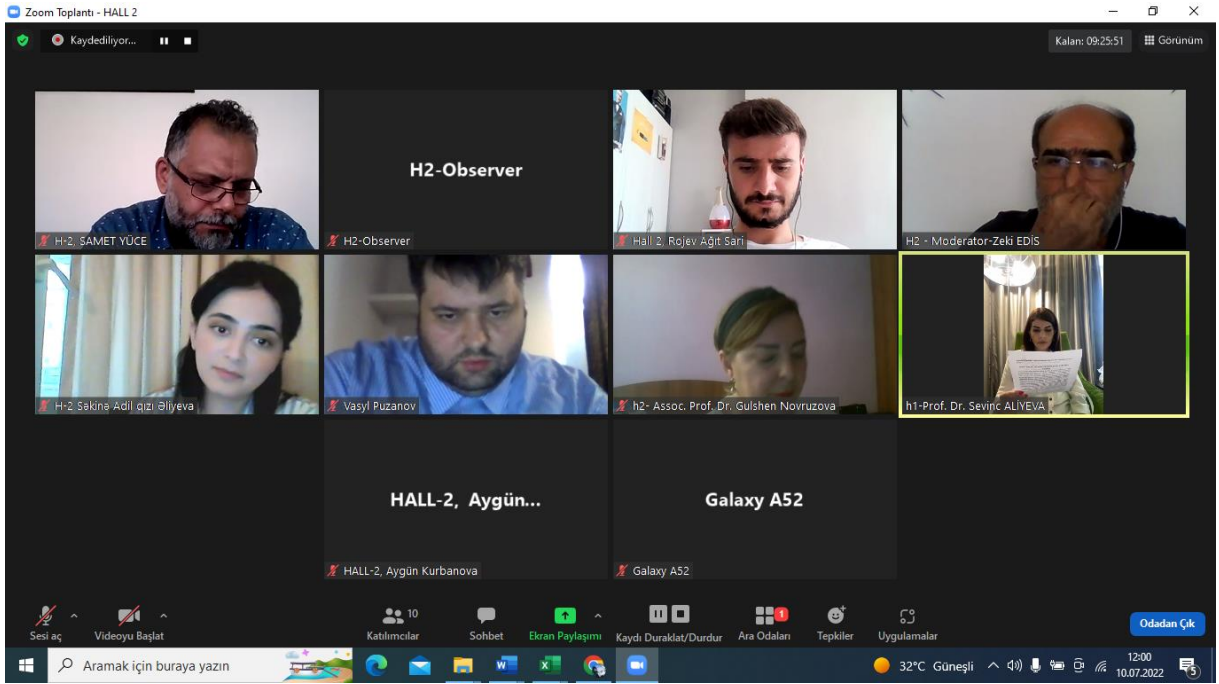 Zoom Toplantı - HALL 2
Kaydediliyor...
Kalan: 09:25:51
Görünüm
H-2, SAMET YÜCE
H2-Observer
H2-Observer
Hall 2, Rojev Ağıt Sari
H2 - Moderator-Zeki EDİS
H-2 Səkinə Adil qızı Əliyeva
Vasyl Puzanov
h2- Assoc. Prof. Dr. Gulshen Novruzova
h1-Prof. Dr. Sevinc ALİYEVA
HALL-2, Aygün...
HALL-2, Aygün Kurbanova
Galaxy A52
Galaxy A52
Sesi aç
Videoyu Başlat
10
Katılımcılar
Sohbet
Ekran Paylaşımı
Kaydı Duraklat/Durdur
1
Ara Odaları
Tepkiler
Uygulamalar
Odadan Çık
Aramak için buraya yazın
32°C Güneşli
12:00
10.07.2022
5